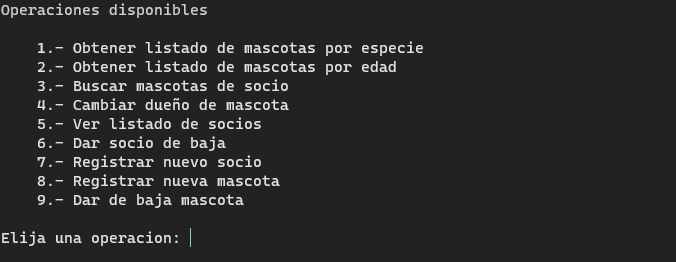 Operaciones disponibles
1.- Obtener listado de mascotas por especie
2.- Obtener listado de mascotas por edad
3.- Buscar mascotas de socio
4.- Cambiar dueño de mascota
5.- Ver listado de socios
6.- Dar socio de baja
7.- Registrar nuevo socio
8.- Registrar nueva mascota
9.- Dar de baja mascota
Elija una operacion: